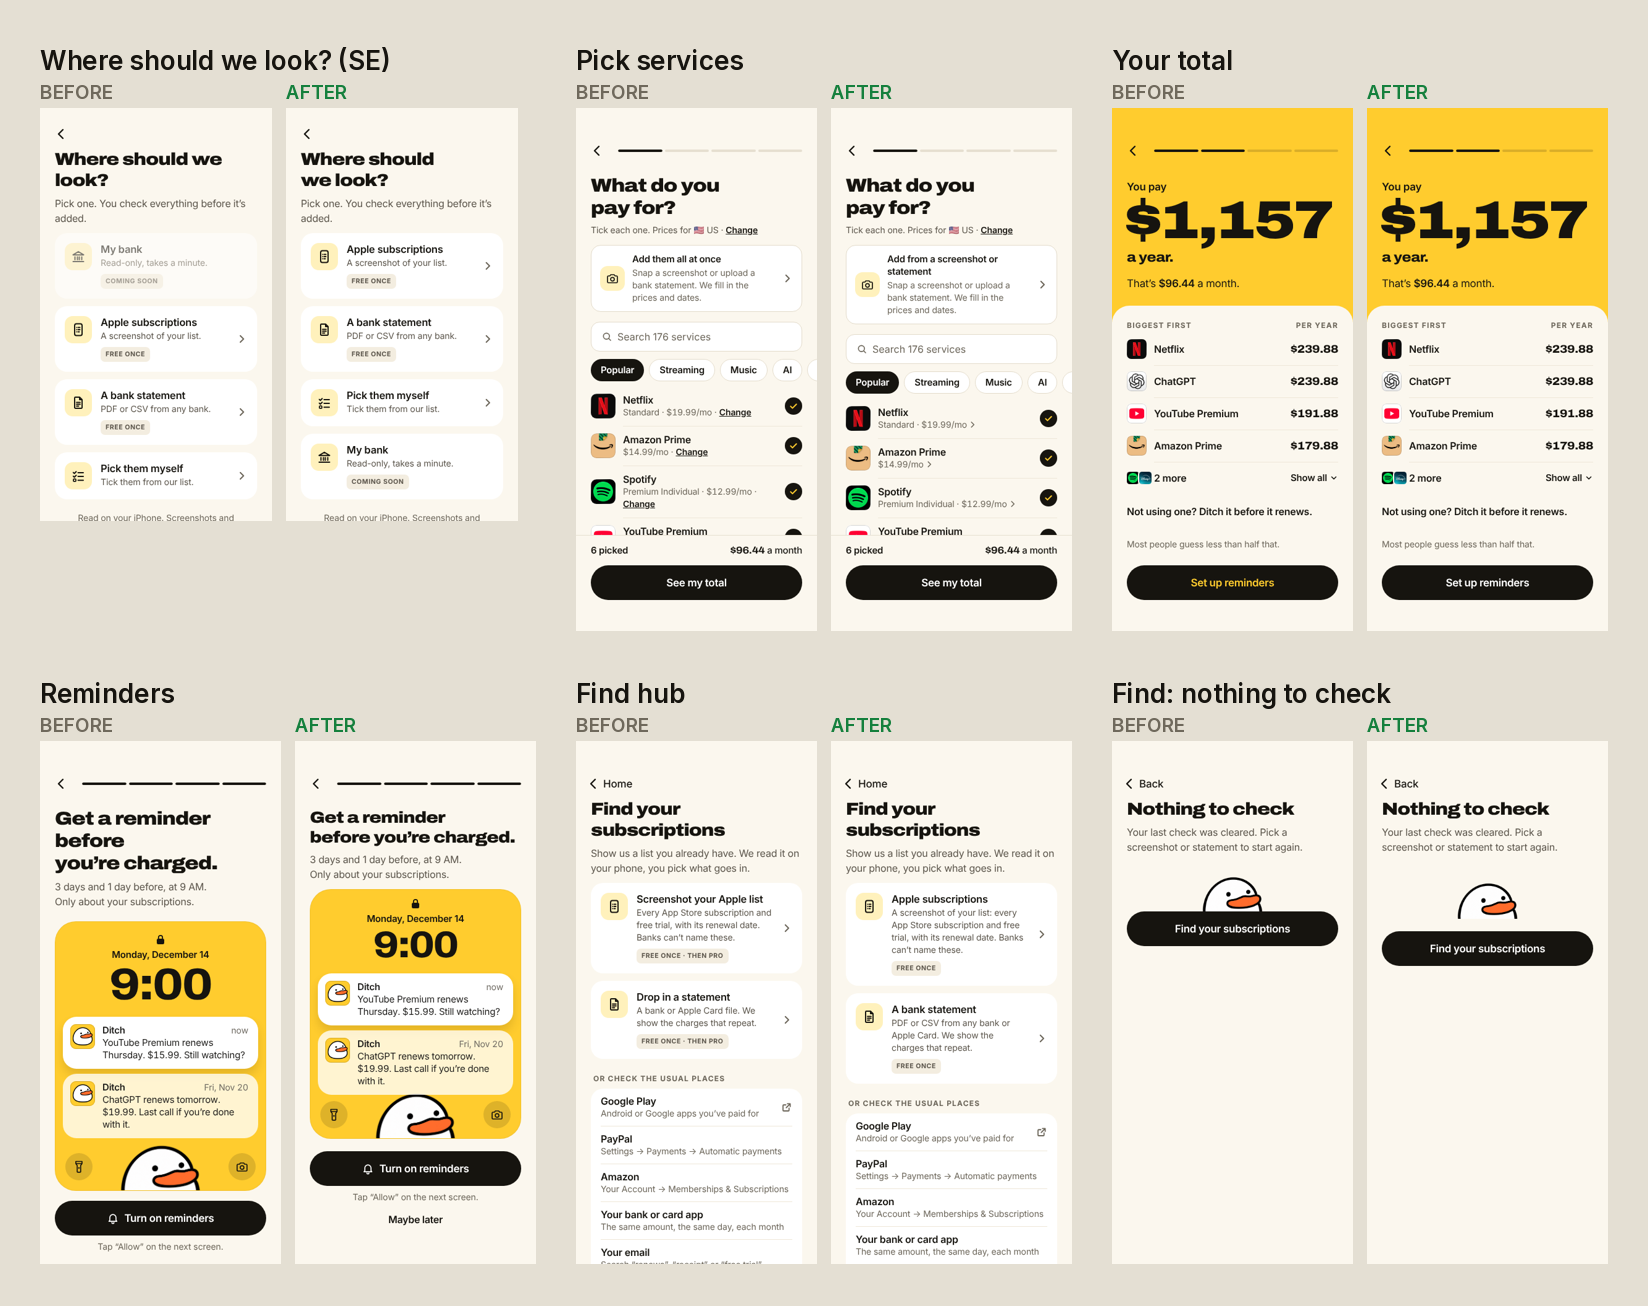 Where should we look? (SE)
BEFORE
Where should we
look?
Pick one. You check everything before it's
added.
My bank
Read-only, takes a minute.
COMING SOON
Apple subscriptions
A screenshot of your list.
FREE ONCE
A bank statement
PDF or CSV from any bank.
FREE ONCE
Pick them myself
Tick them from our list.
Read on your iPhone. Screenshots and
AFTER
Where should
we look?
Pick one. You check everything before it's
added.
Apple subscriptions
A screenshot of your list.
FREE ONCE
A bank statement
PDF or CSV from any bank.
FREE ONCE
Pick them myself
Tick them from our list.
My bank
Read-only, takes a minute.
COMING SOON
Read on your iPhone. Screenshots and
Pick services
BEFORE
What do you
pay for?
Tick each one. Prices for 🇺🇸 US · Change
Add them all at once
Snap a screenshot or upload a
bank statement. We fill in the
prices and dates.
Search 176 services
Popular Streaming Music AI
Netflix
Standard · $19.99/mo · Change
Amazon Prime
$14.99/mo · Change
Spotify
Premium Individual · $12.99/mo ·
Change
YouTube Premium
6 picked $96.44 a month
See my total
AFTER
What do you
pay for?
Tick each one. Prices for 🇺🇸 US · Change
Add from a screenshot or
statement
Snap a screenshot or upload a
bank statement. We fill in the
prices and dates.
Search 176 services
Popular Streaming Music AI
Netflix
Standard · $19.99/mo >
Amazon Prime
$14.99/mo >
Spotify
Premium Individual · $12.99/mo >
YouTube Premium
6 picked $96.44 a month
See my total
Your total
BEFORE
You pay
$1,157
a year.
That's $96.44 a month.
BIGGEST FIRST PER YEAR
Netflix $239.88
ChatGPT $239.88
YouTube Premium $191.88
Amazon Prime $179.88
2 more Show all
Not using one? Ditch it before it renews.
Most people guess less than half that.
Set up reminders
AFTER
You pay
$1,157
a year.
That's $96.44 a month.
BIGGEST FIRST PER YEAR
Netflix $239.88
ChatGPT $239.88
YouTube Premium $191.88
Amazon Prime $179.88
2 more Show all
Not using one? Ditch it before it renews.
Most people guess less than half that.
Set up reminders
Reminders
BEFORE
Get a reminder
before
you're charged.
3 days and 1 day before, at 9 AM.
Only about your subscriptions.
Monday, December 14
9:00
Ditch now
YouTube Premium renews
Thursday. $15.99. Still watching?
Ditch Fri, Nov 20
ChatGPT renews tomorrow.
$19.99. Last call if you're done
with it.
Turn on reminders
Tap “Allow” on the next screen.
AFTER
Get a reminder
before you're charged.
3 days and 1 day before, at 9 AM.
Only about your subscriptions.
Monday, December 14
9:00
Ditch now
YouTube Premium renews
Thursday. $15.99. Still watching?
Ditch Fri, Nov 20
ChatGPT renews tomorrow.
$19.99. Last call if you're done
with it.
Turn on reminders
Tap “Allow” on the next screen.
Maybe later
Find hub
BEFORE
Home
Find your
subscriptions
Show us a list you already have. We read it on
your phone, you pick what goes in.
Screenshot your Apple list
Every App Store subscription and
free trial, with its renewal date.
Banks can't name these.
FREE ONCE · THEN PRO
Drop in a statement
A bank or Apple Card file. We
show the charges that repeat.
FREE ONCE · THEN PRO
OR CHECK THE USUAL PLACES
Google Play
Android or Google apps you've paid for
PayPal
Settings → Payments → Automatic payments
Amazon
Your Account → Memberships & Subscriptions
Your bank or card app
The same amount, the same day, each month
Your email
Search “renews”, “receipt” or “free trial”
AFTER
Home
Find your
subscriptions
Show us a list you already have. We read it on
your phone, you pick what goes in.
Apple subscriptions
A screenshot of your list: every
App Store subscription and free
trial, with its renewal date. Banks
can't name these.
FREE ONCE
A bank statement
PDF or CSV from any bank or
Apple Card. We show the
charges that repeat.
FREE ONCE
OR CHECK THE USUAL PLACES
Google Play
Android or Google apps you've paid for
PayPal
Settings → Payments → Automatic payments
Amazon
Your Account → Memberships & Subscriptions
Your bank or card app
The same amount, the same day, each month
Find: nothing to check
BEFORE
Back
Nothing to check
Your last check was cleared. Pick a
screenshot or statement to start again.
Find your subscriptions
AFTER
Back
Nothing to check
Your last check was cleared. Pick a
screenshot or statement to start again.
Find your subscriptions